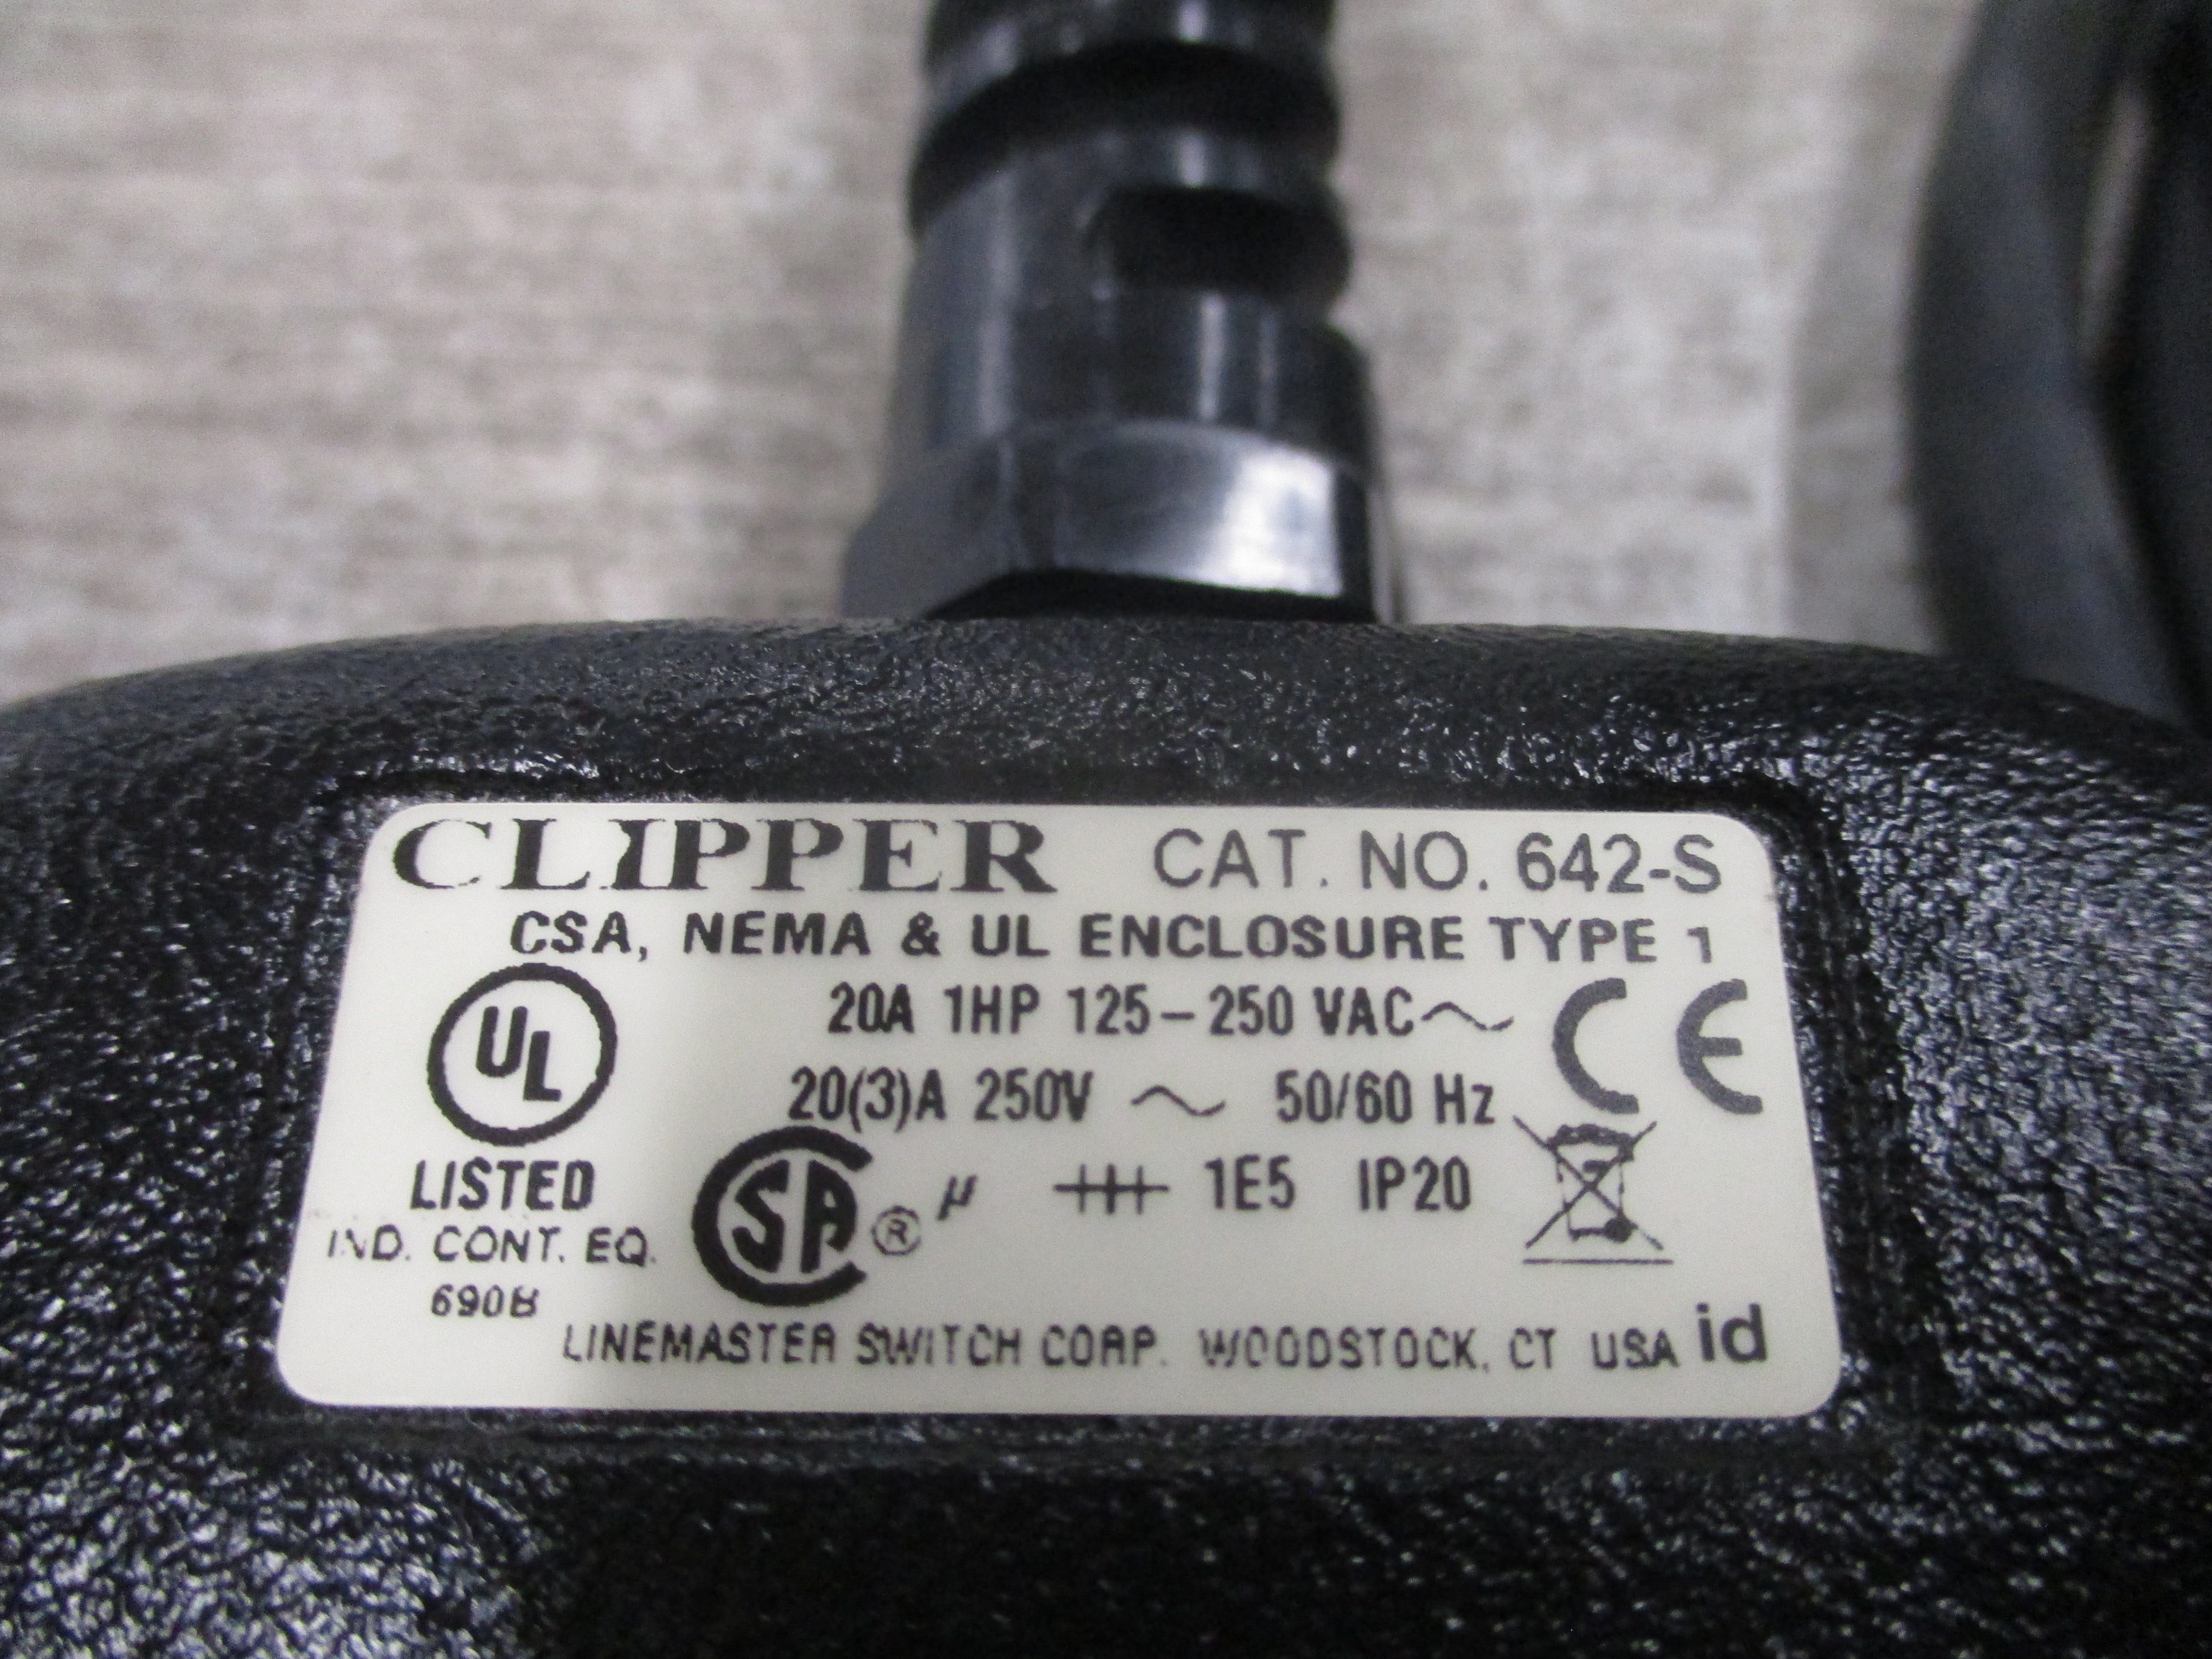 CLIPPER CAT. NO. 642-S
CSA, NEMA & UL ENCLOSURE TYPE 1
20A 1HP 125-250 VAC~
20(3)A 250V ~ 50/60 Hz
CE
UL
LISTED
IND. CONT. EQ.
690B
SA ® µ 1E5 IP20
LINEMASTER SWITCH CORP. WOODSTOCK, CT USA id